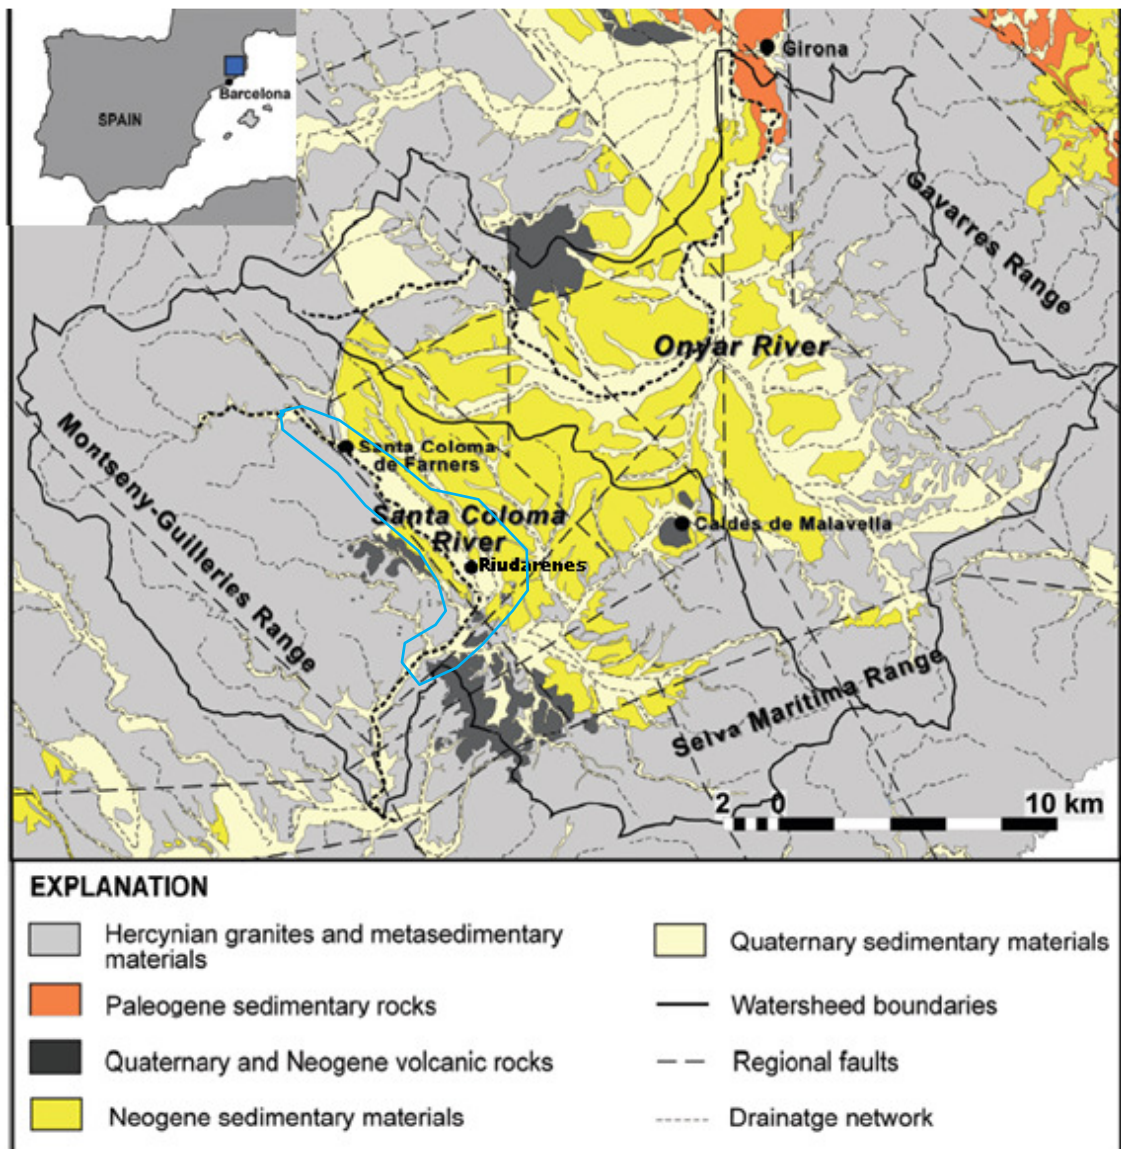 Barcelona
SPAIN
Girona
Gavarres Range
Onyar River
Montseny-Guilleries Range
Santa Coloma
de Farners
Santa Coloma
River
Caldes de Malavella
Riudarenes
Selva Maritima Range
2 0 10 km
EXPLANATION
Hercynian granites and metasedimentary
materials
Paleogene sedimentary rocks
Quaternary and Neogene volcanic rocks
Neogene sedimentary materials
Quaternary sedimentary materials
Watersheed boundaries
Regional faults
Drainatge network